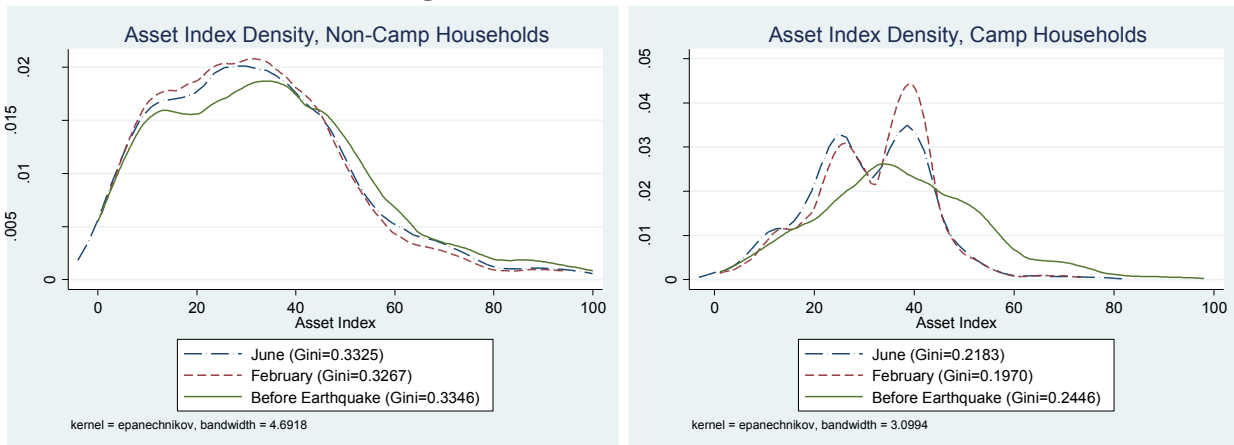 Asset Index Density, Non-Camp Households
.02
.015
.01
.005
0
0 20 40 60 80 100
Asset Index
June (Gini=0.3325)
February (Gini=0.3267)
Before Earthquake (Gini=0.3346)
kernel = epanechnikov, bandwidth = 4.6918
Asset Index Density, Camp Households
.05
.04
.03
.02
.01
0
0 20 40 60 80 100
Asset Index
June (Gini=0.2183)
February (Gini=0.1970)
Before Earthquake (Gini=0.2446)
kernel = epanechnikov, bandwidth = 3.0994